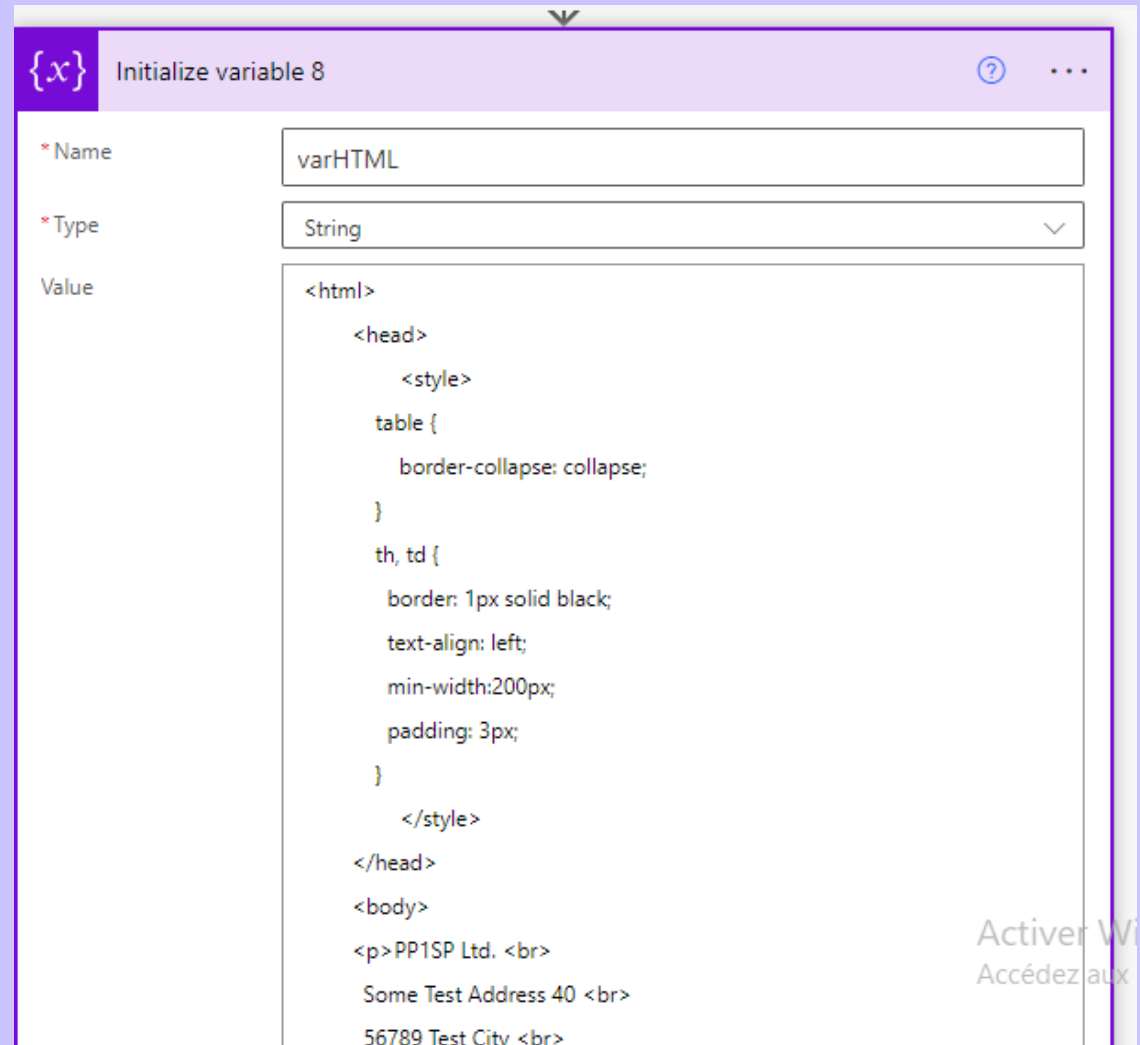 {x} Initialize variable 8 ? ...
* Name varHTML
* Type String
Value <html>
<head>
<style>
table {
border-collapse: collapse;
}
th, td {
border: 1px solid black;
text-align: left;
min-width:200px;
padding: 3px;
}
</style>
</head>
<body>
<p>PP1SP Ltd. <br>
Some Test Address 40 <br>
56789 Test City <br>
Activer Wi
Accédez aux